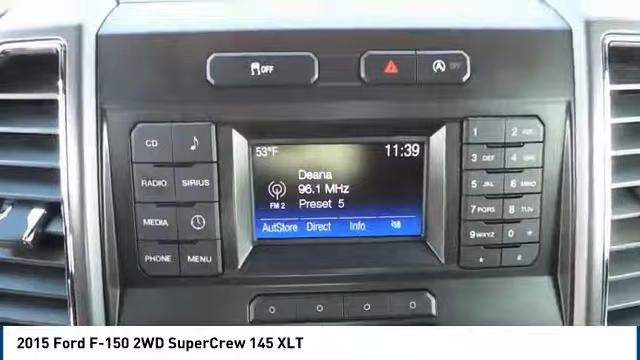 OFF
OFF
53°F 11:39
Deana
96.1 MHz
FM 2 Preset 5
AutStore Direct Info
CD
RADIO SIRIUS
MEDIA
PHONE MENU
1 2 ABC
3 DEF 4 GHI
5 JKL 6 MNO
7 PQRS 8 TUV
9 WXYZ 0 +
* #
2015 Ford F-150 2WD SuperCrew 145 XLT